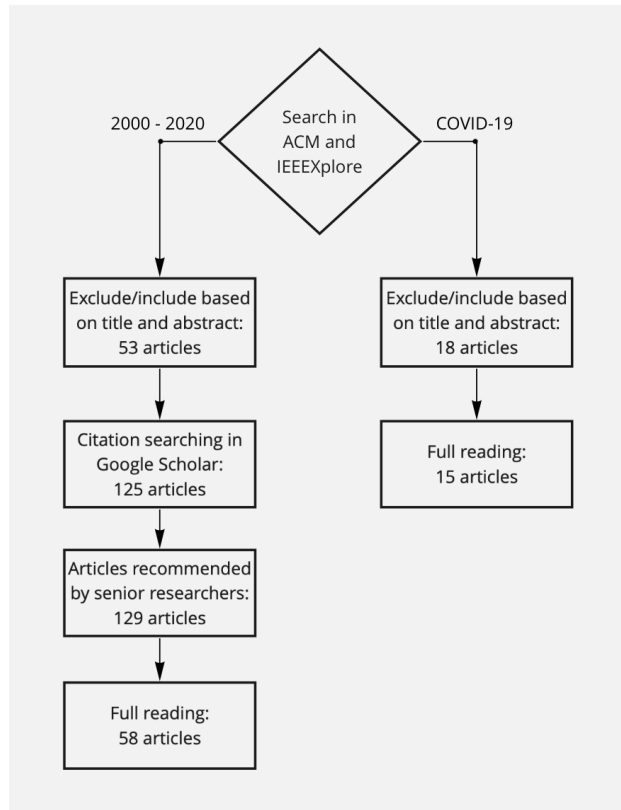 Search in
ACM and
IEEEXplore
2000 - 2020
COVID-19
Exclude/include based
on title and abstract:
53 articles
Citation searching in
Google Scholar:
125 articles
Articles recommended
by senior researchers:
129 articles
Full reading:
58 articles
Exclude/include based
on title and abstract:
18 articles
Full reading:
15 articles